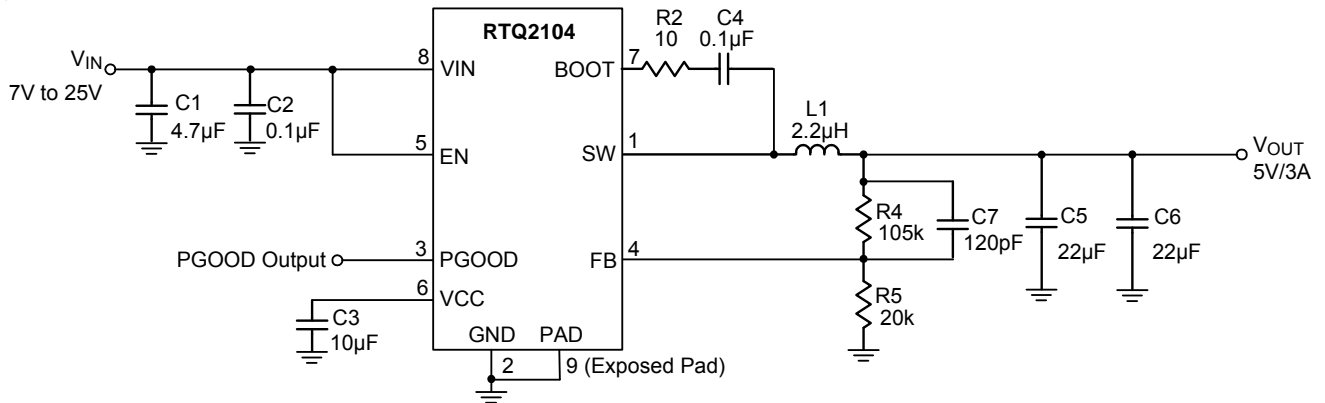 RTQ2104
R2
10
C4
0.1µF
VIN
7V to 25V
8
VIN
BOOT
7
C1
4.7µF
C2
0.1µF
L1
2.2µH
5
EN
SW
1
VOUT
5V/3A
R4
105k
C7
120pF
C5
22µF
C6
22µF
PGOOD Output
3
PGOOD
FB
4
6
VCC
C3
10µF
R5
20k
GND
PAD
2
9 (Exposed Pad)